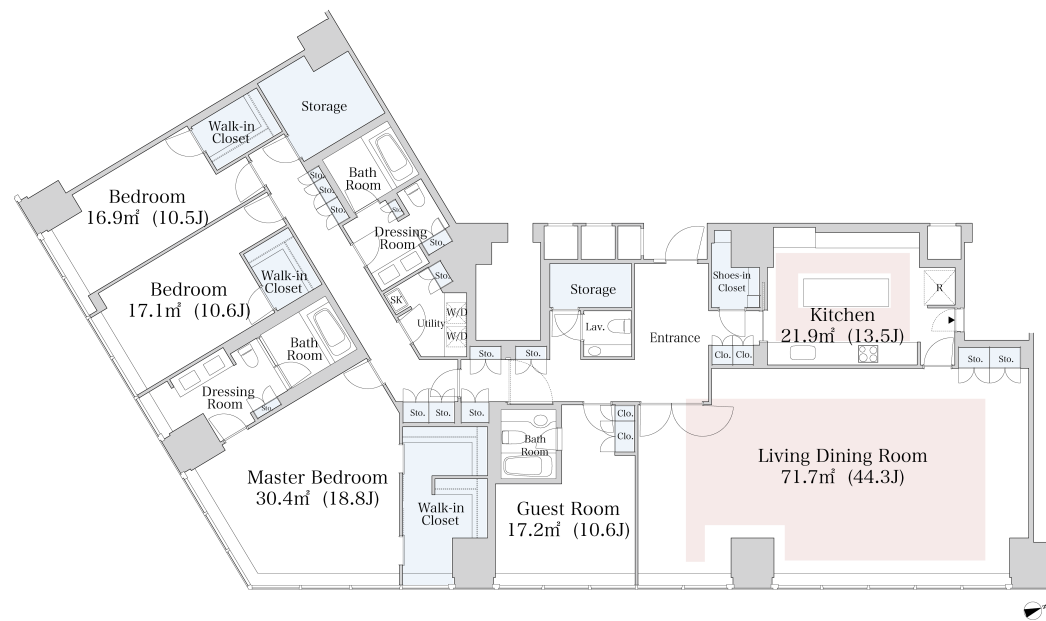 Storage
Walk-in
Closet
Bath
Room
Bedroom
16.9㎡ (10.5J)
Sto.
Sto.
Sto.
Sto.
Dressing
Room
Sto.
Sto.
Bedroom
17.1㎡ (10.6J)
Walk-in
Closet
SK
Utility
W/D
W/D
Bath
Room
Dressing
Room
Sto.
Storage
Lav.
Entrance
Shoes-in
Closet
R
Kitchen
21.9㎡ (13.5J)
Sto.
Sto.
Clo.
Clo.
Sto.
Sto.
Sto.
Sto.
Sto.
Clo.
Clo.
Bath
Room
Master Bedroom
30.4㎡ (18.8J)
Walk-in
Closet
Guest Room
17.2㎡ (10.6J)
Living Dining Room
71.7㎡ (44.3J)